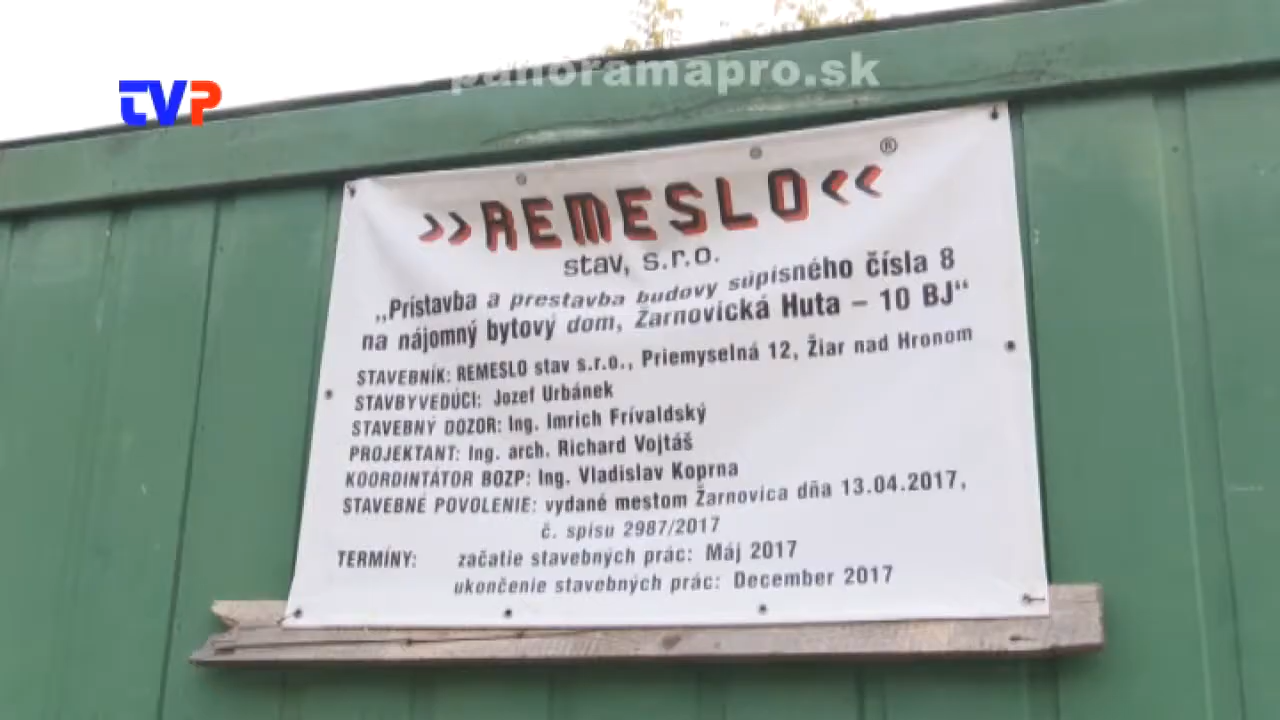 panoramapro.sk
TVP
»REMESLO« ®
stav, s.r.o.
„Prístavba a prestavba budovy súpisného čísla 8
na nájomný bytový dom, Žarnovická Huta – 10 BJ“
STAVEBNÍK: REMESLO stav s.r.o., Priemyselná 12, Žiar nad Hronom
STAVBYVEDÚCI: Jozef Urbánek
STAVEBNÝ DOZOR: Ing. Imrich Frívaldský
PROJEKTANT: Ing. arch. Richard Vojtáš
KOORDINTÁTOR BOZP: Ing. Vladislav Koprna
STAVEBNÉ POVOLENIE: vydané mestom Žarnovica dňa 13.04.2017,
č. spisu 2987/2017
TERMÍNY: začatie stavebných prác: Máj 2017
ukončenie stavebných prác: December 2017